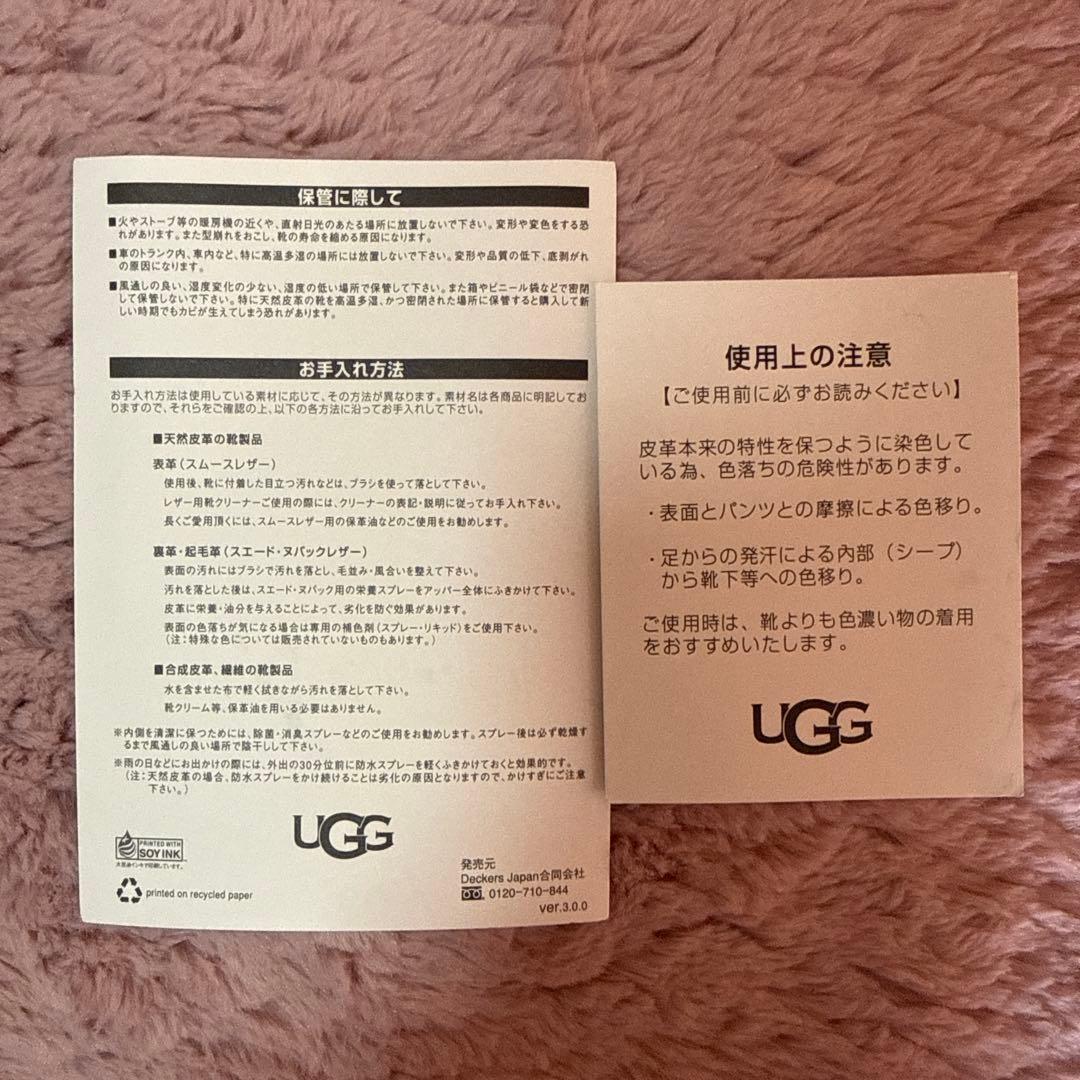 保管に際して
■火やストーブ等の暖房機の近くや、直射日光のあたる場所に放置しないで下さい。変形や変色をする恐
れがあります。また型崩れをおこし、靴の寿命を縮める原因になります。
■車のトランク内、車内など、特に高温多湿の場所には放置しないで下さい。変形や品質の低下、底剥がれ
の原因になります。
■風通しの良い、湿度変化の少ない、湿度の低い場所で保管して下さい。また箱やビニール袋などで密閉
して保管しないで下さい。特に天然皮革の靴を高温多湿、かつ密閉された場所に保管すると購入して新
しい時期でもカビが生えてしまう恐れがあります。
お手入れ方法
お手入れ方法は使用している素材に応じて、その方法が異なります。素材名は各商品に明記してお
りますので、それらをご確認の上、以下の各方法に沿ってお手入れして下さい。
■天然皮革の靴製品
表革（スムースレザー）
使用後、靴に付着した目立つ汚れなどは、ブラシを使って落として下さい。
レザー用靴クリーナーご使用の際には、クリーナーの表記・説明に従ってお手入れ下さい。
長くご愛用頂くには、スムースレザー用の保革油などのご使用をお勧めします。
裏革・起毛革（スエード・ヌバックレザー）
表面の汚れにはブラシで汚れを落とし、毛並み・風合いを整えて下さい。
汚れを落とした後は、スエード・ヌバック用の栄養スプレーをアッパー全体にふきかけて下さい。
皮革に栄養・油分を与えることによって、劣化を防ぐ効果があります。
表面の色落ちが気になる場合は専用の補色剤（スプレー・リキッド）をご使用下さい。
（注：特殊な色については販売されていないものもあります。）
■合成皮革、繊維の靴製品
水を含ませた布で軽く拭きながら汚れを落として下さい。
靴クリーム等、保革油を用いる必要はありません。
※内側を清潔に保つためには、除菌・消臭スプレーなどのご使用をお勧めします。スプレー後は必ず乾燥す
るまで風通しの良い場所で陰干しして下さい。
※雨の日などにお出かけの際には、外出の30分位前に防水スプレーを軽くふきかけておくと効果的です。
（注：天然皮革の場合、防水スプレーをかけ続けることは劣化の原因となりますので、かけすぎにご注意
下さい。）
UGG
PRINTED WITH
SOY INK
大豆油インキで印刷しています。
printed on recycled paper
発売元
Deckers Japan合同会社
0120-710-844
ver.3.0.0
使用上の注意
【ご使用前に必ずお読みください】
皮革本来の特性を保つように染色して
いる為、色落ちの危険性があります。
・表面とパンツとの摩擦による色移り。
・足からの発汗による内部（シープ）
から靴下等への色移り。
ご使用時は、靴よりも色濃い物の着用
をおすすめいたします。
UGG